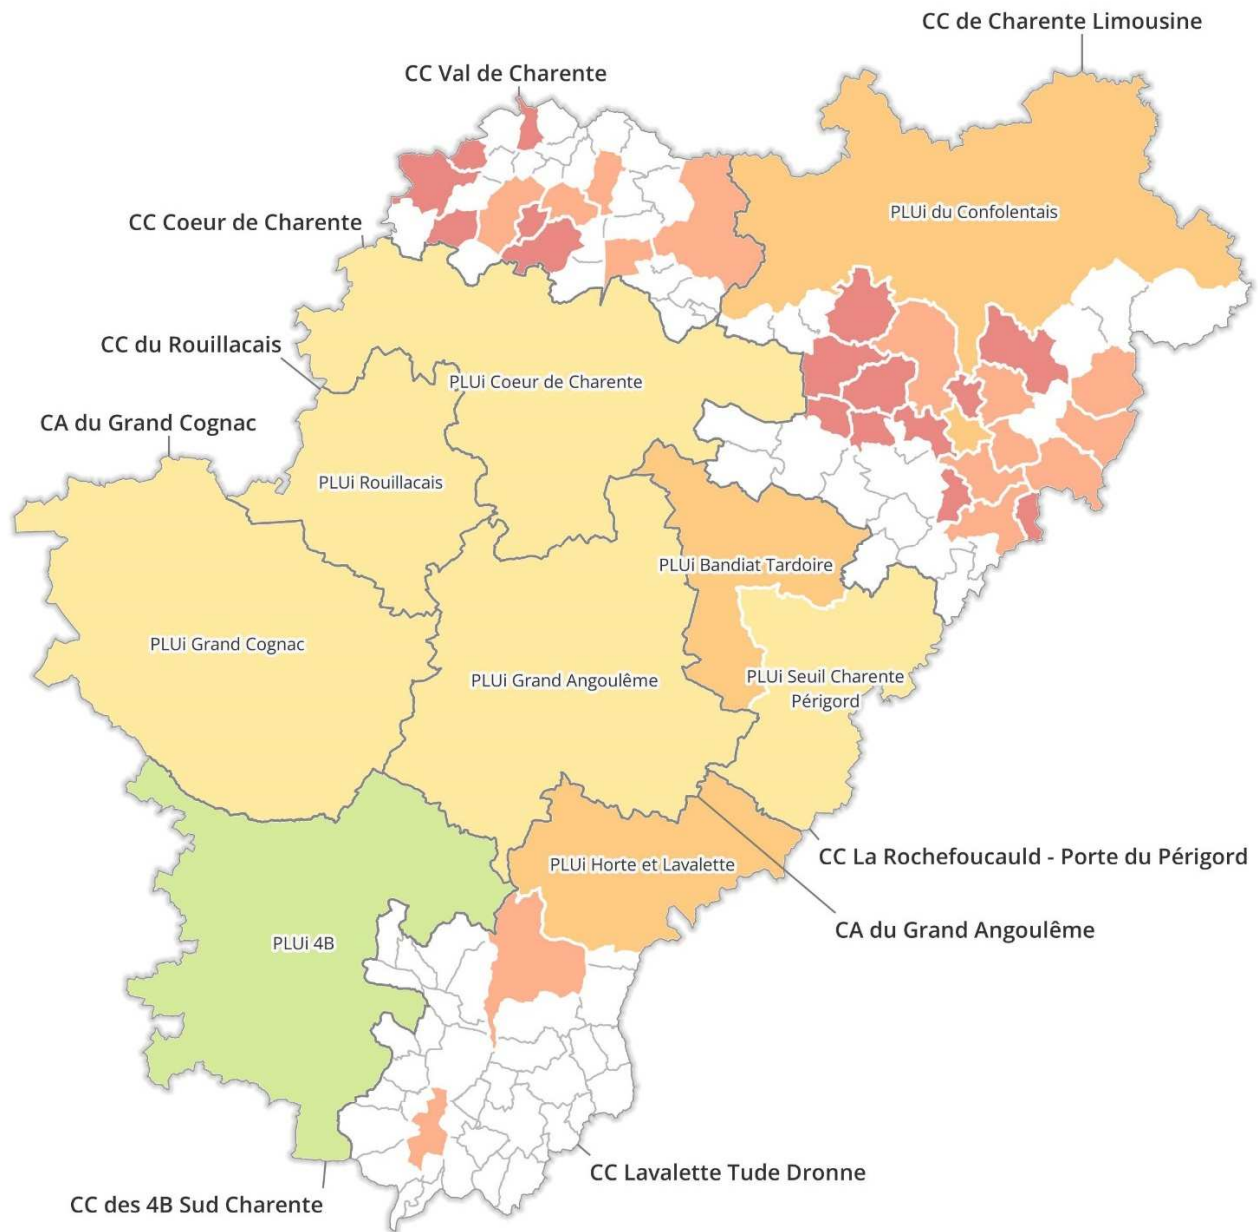 CC de Charente Limousine
CC Val de Charente
PLUi du Confolentais
CC Coeur de Charente
CC du Rouillacais
PLUi Coeur de Charente
CA du Grand Cognac
PLUi Rouillacais
PLUi Bandiat Tardoire
PLUi Grand Cognac
PLUi Grand Angoulême
PLUi Seuil Charente
Périgord
CC La Rochefoucauld - Porte du Périgord
PLUi Horte et Lavalette
CA du Grand Angoulême
PLUi 4B
CC Lavalette Tude Dronne
CC des 4B Sud Charente